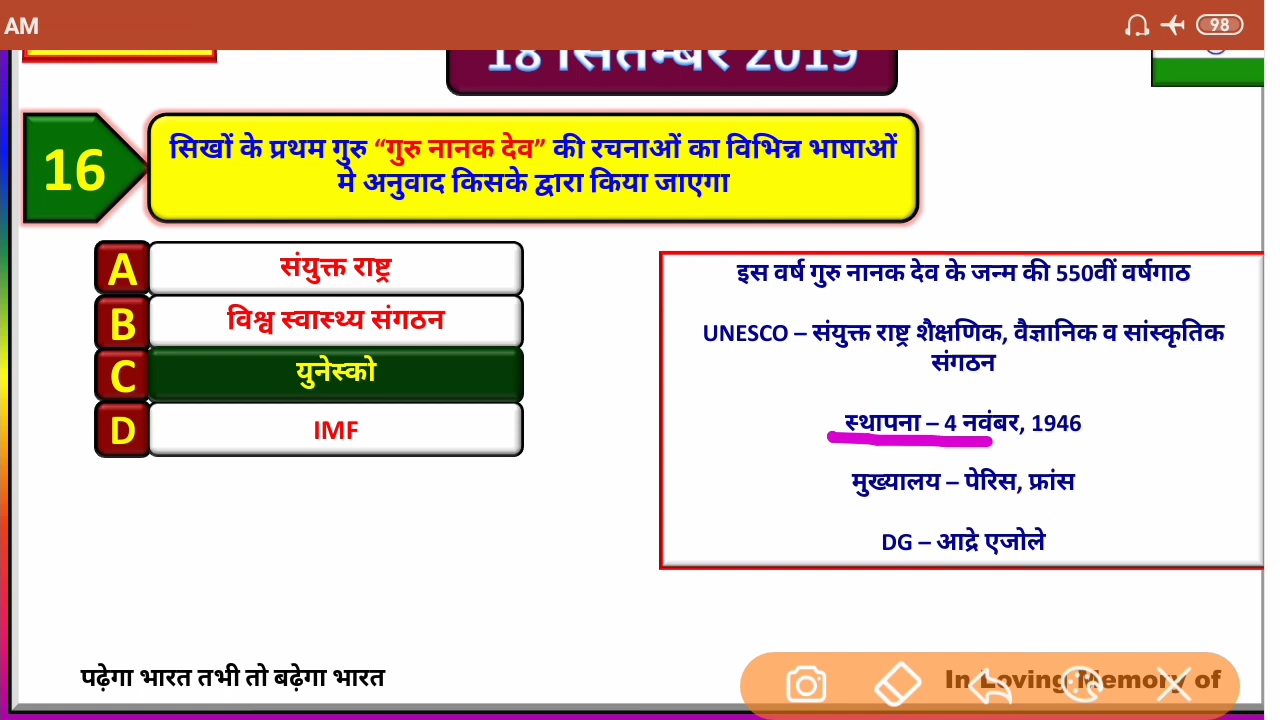 AM
98
18 सितम्बर 2019
16
सिखों के प्रथम गुरु “गुरु नानक देव” की रचनाओं का विभिन्न भाषाओं
मे अनुवाद किसके द्वारा किया जाएगा
A संयुक्त राष्ट्र
B विश्व स्वास्थ्य संगठन
C युनेस्को
D IMF
इस वर्ष गुरु नानक देव के जन्म की 550वीं वर्षगाठ
UNESCO – संयुक्त राष्ट्र शैक्षणिक, वैज्ञानिक व सांस्कृतिक
संगठन
स्थापना – 4 नवंबर, 1946
मुख्यालय – पेरिस, फ्रांस
DG – आद्रे एजोले
पढ़ेगा भारत तभी तो बढ़ेगा भारत
In Loving Memory of